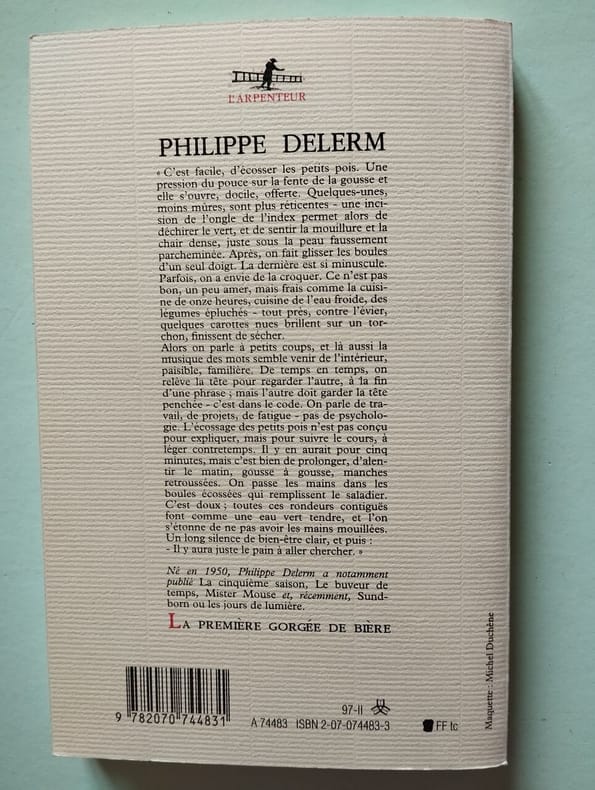 L'ARPENTEUR
PHILIPPE DELERM
« C'est facile, d'écosser les petits pois. Une
pression du pouce sur la fente de la gousse et
elle s'ouvre, docile, offerte. Quelques-unes,
moins mûres, sont plus réticentes - une inci-
sion de l'ongle de l'index permet alors de
déchirer le vert, et de sentir la mouillure et la
chair dense, juste sous la peau faussement
parcheminée. Après, on fait glisser les boules
d'un seul doigt. La dernière est si minuscule.
Parfois, on a envie de la croquer. Ce n'est pas
bon, un peu amer, mais frais comme la cuisi-
ne de onze heures, cuisine de l'eau froide, des
légumes épluchés - tout près, contre l'évier,
quelques carottes nues brillent sur un tor-
chon, finissent de sécher.
Alors on parle à petits coups, et là aussi la
musique des mots semble venir de l'intérieur,
paisible, familière. De temps en temps, on
relève la tête pour regarder l'autre, à la fin
d'une phrase ; mais l'autre doit garder la tête
penchée - c'est dans le code. On parle de tra-
vail, de projets, de fatigue - pas de psycholo-
gie. L'écossage des petits pois n'est pas conçu
pour expliquer, mais pour suivre le cours, à
léger contretemps. Il y en aurait pour cinq
minutes, mais c'est bien de prolonger, d'alen-
tir le matin, gousse à gousse, manches
retroussées. On passe les mains dans les
boules écossées qui remplissent le saladier.
C'est doux ; toutes ces rondeurs contiguës
font comme une eau vert tendre, et l'on
s'étonne de ne pas avoir les mains mouillées.
Un long silence de bien-être clair, et puis :
- Il y aura juste le pain à aller chercher. »
Né en 1950, Philippe Delerm a notamment
publié La cinquième saison, Le buveur de
temps, Mister Mouse et, récemment, Sund-
born ou les jours de lumière.
LA PREMIÈRE GORGÉE DE BIÈRE
9 782070 744831
97-II
A 74483 ISBN 2-07-074483-3
FF tc
Maquette : Michel Duchêne